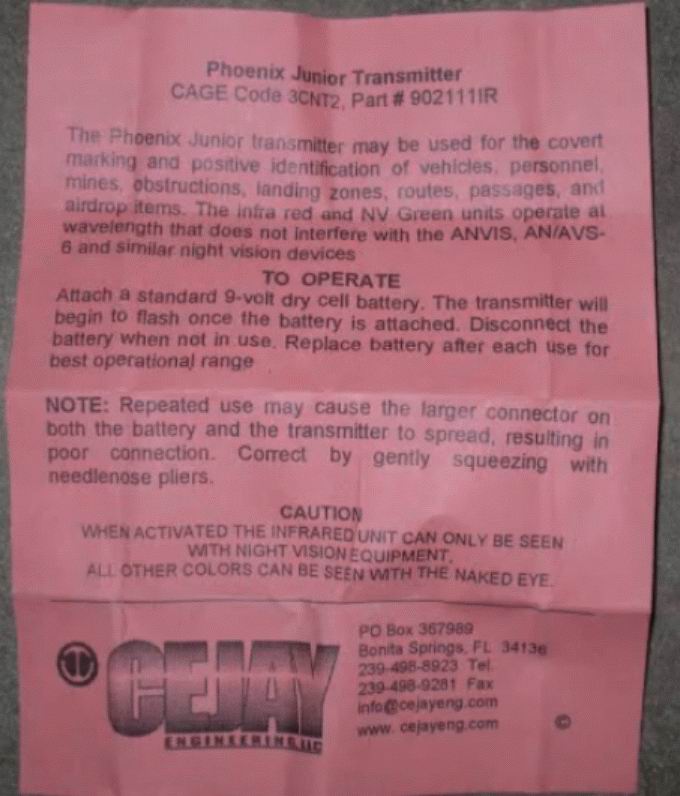 Phoenix Junior Transmitter
CAGE Code 3CNT2, Part # 902111IR
The Phoenix Junior transmitter may be used for the covert
marking and positive identification of vehicles, personnel,
mines, obstructions, landing zones, routes, passages, and
airdrop items. The infra red and NV Green units operate at
wavelength that does not interfere with the ANVIS, AN/AVS-
6 and similar night vision devices
TO OPERATE
Attach a standard 9-volt dry cell battery. The transmitter will
begin to flash once the battery is attached. Disconnect the
battery when not in use. Replace battery after each use for
best operational range
NOTE: Repeated use may cause the larger connector on
both the battery and the transmitter to spread, resulting in
poor connection. Correct by gently squeezing with
needlenose pliers.
CAUTION
WHEN ACTIVATED THE INFRARED UNIT CAN ONLY BE SEEN
WITH NIGHT VISION EQUIPMENT,
ALL OTHER COLORS CAN BE SEEN WITH THE NAKED EYE.
CEJAY
ENGINEERING, LLC
PO Box 367989
Bonita Springs, FL 34136
239-498-8923 Tel.
239-498-9281 Fax
info@cejayeng.com
www. cejayeng.com ©